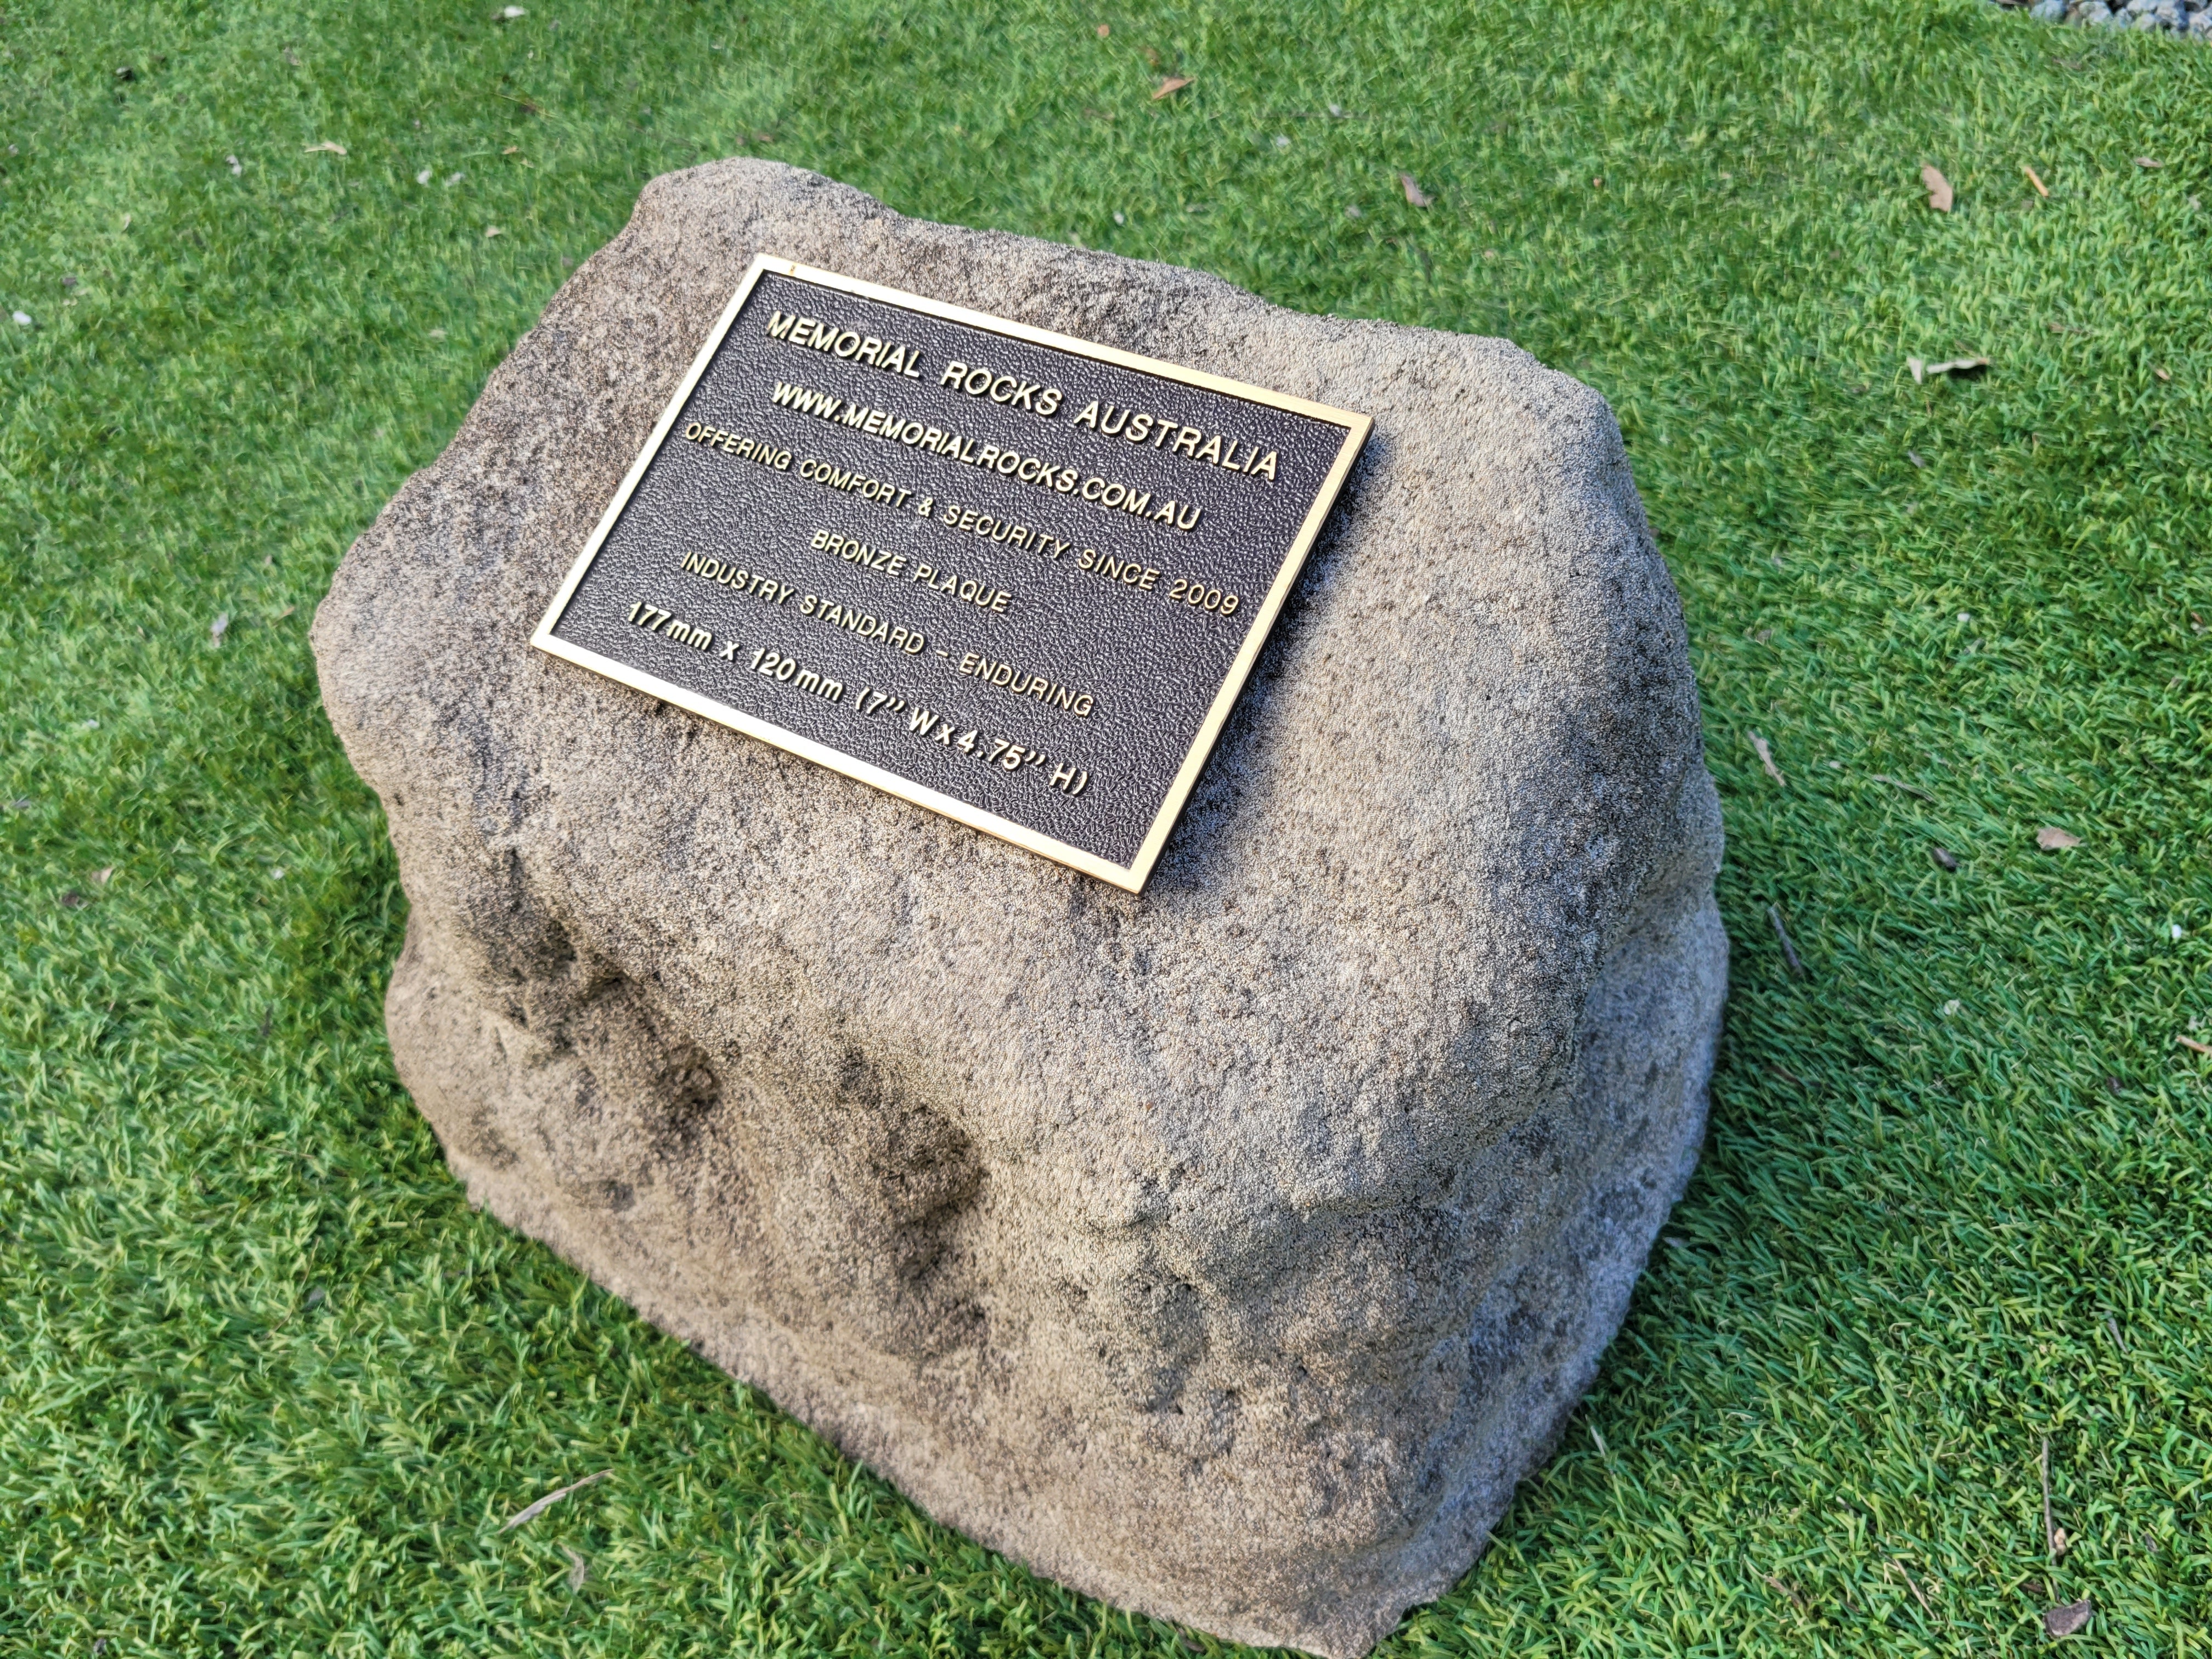 MEMORIAL ROCKS AUSTRALIA
WWW.MEMORIALROCKS.COM.AU
OFFERING COMFORT & SECURITY SINCE 2009
BRONZE PLAQUE
INDUSTRY STANDARD - ENDURING
177mm x 120mm (7" W x 4.75" H)